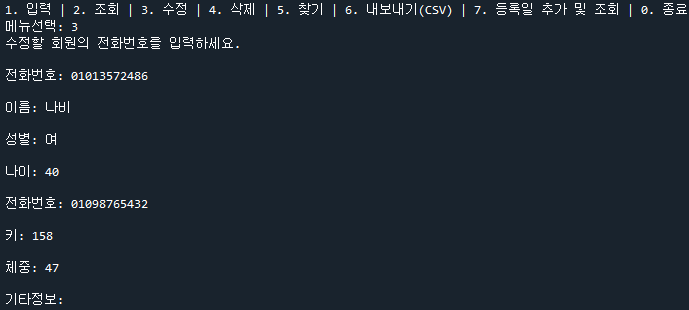 1. 입력 | 2. 조회 | 3. 수정 | 4. 삭제 | 5. 찾기 | 6. 내보내기(CSV) | 7. 등록일 추가 및 조회 | 0. 종료
메뉴선택: 3
수정할 회원의 전화번호를 입력하세요.
전화번호: 01013572486
이름: 나비
성별: 여
나이: 40
전화번호: 01098765432
키: 158
체중: 47
기타정보: